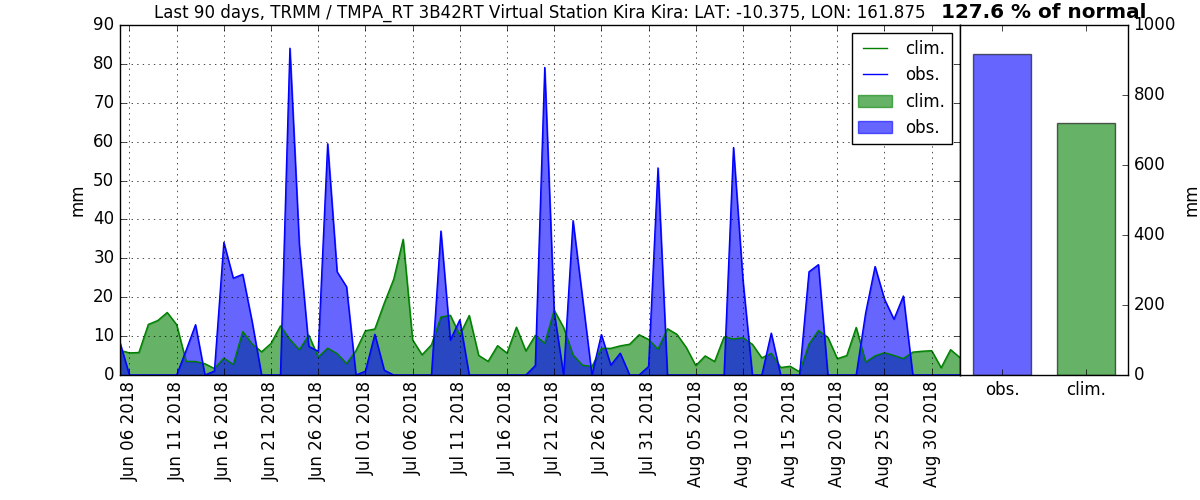 Last 90 days, TRMM / TMPA_RT 3B42RT Virtual Station Kira Kira: LAT: -10.375, LON: 161.875 127.6 % of normal
90
80
70
60
50
40
30
20
10
0
mm
clim.
obs.
clim.
obs.
1000
800
600
400
200
0
mm
obs.
clim.
Jun 06 2018
Jun 11 2018
Jun 16 2018
Jun 21 2018
Jun 26 2018
Jul 01 2018
Jul 06 2018
Jul 11 2018
Jul 16 2018
Jul 21 2018
Jul 26 2018
Jul 31 2018
Aug 05 2018
Aug 10 2018
Aug 15 2018
Aug 20 2018
Aug 25 2018
Aug 30 2018